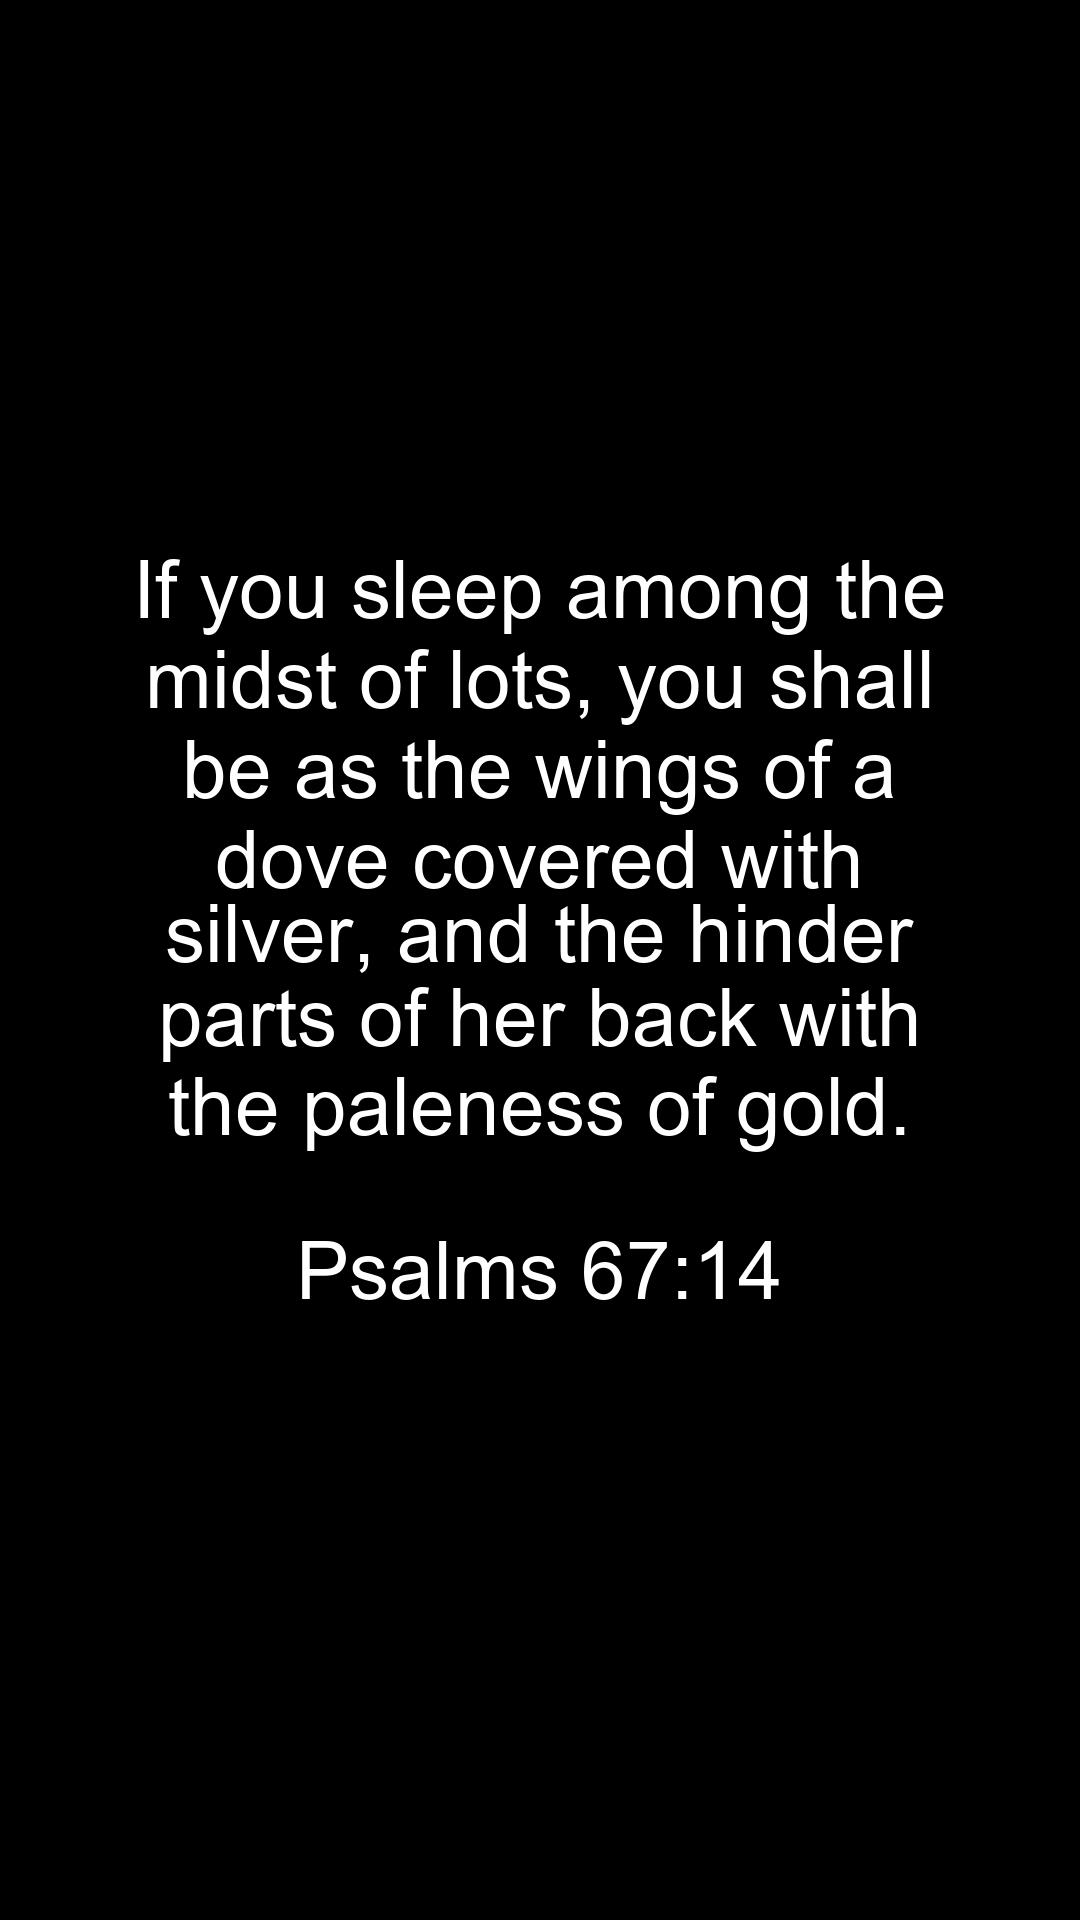 If you sleep among the
midst of lots, you shall
be as the wings of a
dove covered with
silver, and the hinder
parts of her back with
the paleness of gold.
Psalms 67:14